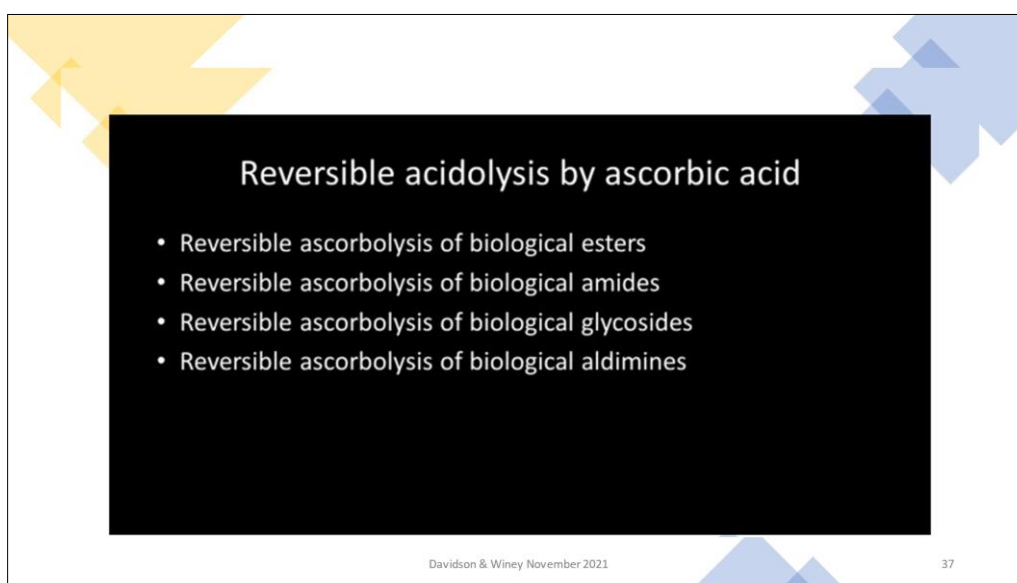 Reversible acidolysis by ascorbic acid
• Reversible ascorbolysis of biological esters
• Reversible ascorbolysis of biological amides
• Reversible ascorbolysis of biological glycosides
• Reversible ascorbolysis of biological aldimines
Davidson & Winey November 2021
37